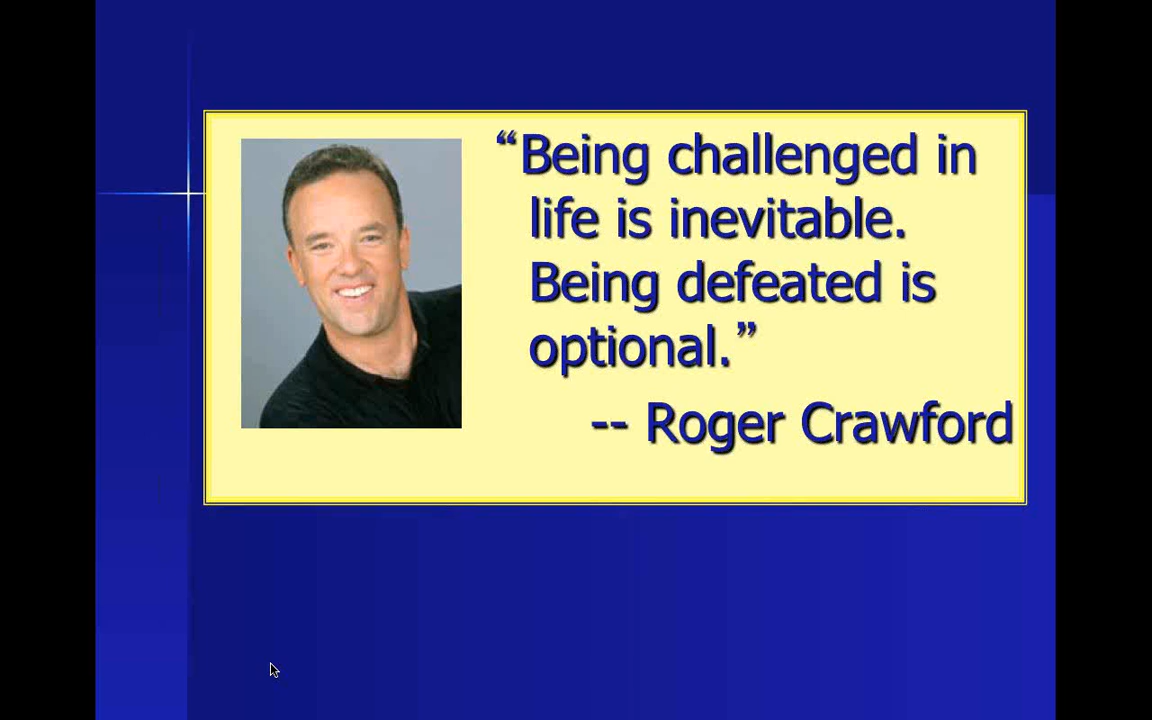 “Being challenged in
life is inevitable.
Being defeated is
optional.”
-- Roger Crawford